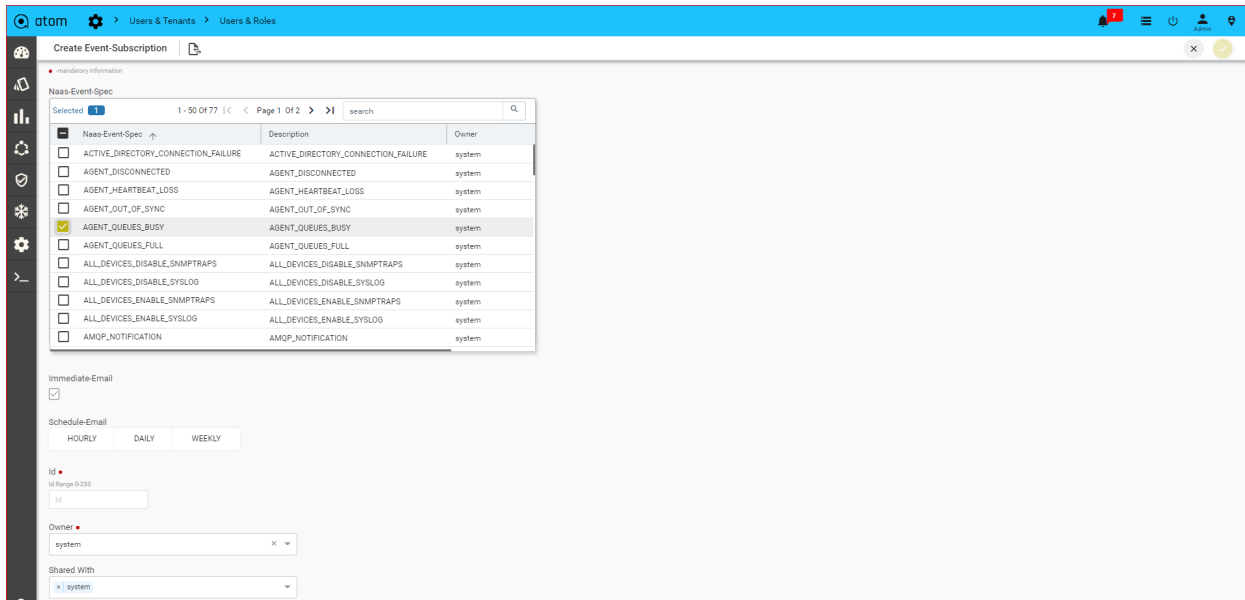 atom > Users & Tenants > Users & Roles 7 Admin
Create Event-Subscription
-mandatory information
Naas-Event-Spec
Selected 1 1 - 50 Of 77 |< < Page 1 Of 2 > >| search
Naas-Event-Spec Description Owner
ACTIVE_DIRECTORY_CONNECTION_FAILURE ACTIVE_DIRECTORY_CONNECTION_FAILURE system
AGENT_DISCONNECTED AGENT_DISCONNECTED system
AGENT_HEARTBEAT_LOSS AGENT_HEARTBEAT_LOSS system
AGENT_OUT_OF_SYNC AGENT_OUT_OF_SYNC system
AGENT_QUEUES_BUSY AGENT_QUEUES_BUSY system
AGENT_QUEUES_FULL AGENT_QUEUES_FULL system
ALL_DEVICES_DISABLE_SNMPTRAPS ALL_DEVICES_DISABLE_SNMPTRAPS system
ALL_DEVICES_DISABLE_SYSLOG ALL_DEVICES_DISABLE_SYSLOG system
ALL_DEVICES_ENABLE_SNMPTRAPS ALL_DEVICES_ENABLE_SNMPTRAPS system
ALL_DEVICES_ENABLE_SYSLOG ALL_DEVICES_ENABLE_SYSLOG system
AMQP_NOTIFICATION AMQP_NOTIFICATION system
Immediate-Email
Schedule-Email
HOURLY DAILY WEEKLY
Id
Id Range 0-255
Id
Owner
system ×
Shared With
× system